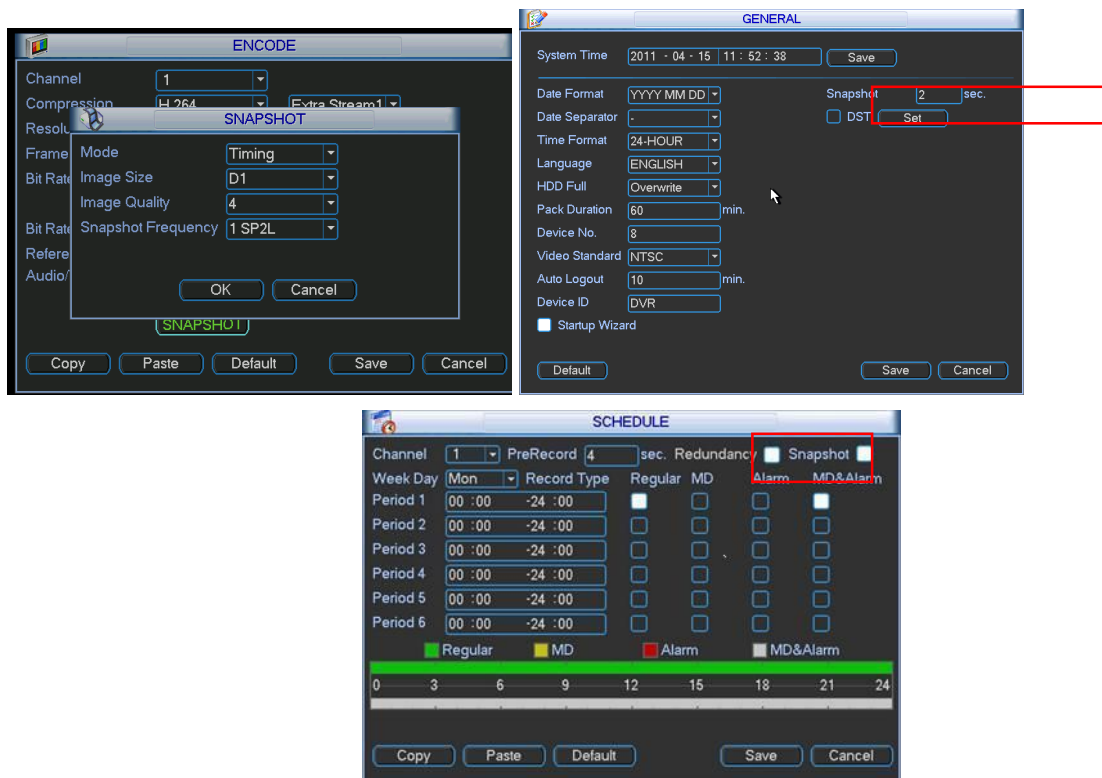 ENCODE
Channel 1
Compression H.264 Extra Stream1
Resolu
SNAPSHOT
Frame
Mode Timing
Bit Rate
Image Size D1
Image Quality 4
Bit Rate
Snapshot Frequency 1 SP2L
Refere
Audio/
OK Cancel
SNAPSHOT
Copy Paste Default Save Cancel
GENERAL
System Time 2011 - 04 - 15 11 : 52 : 38 Save
Date Format YYYY MM DD Snapshot 2 sec.
Date Separator - DST Set
Time Format 24-HOUR
Language ENGLISH
HDD Full Overwrite
Pack Duration 60 min.
Device No. 8
Video Standard NTSC
Auto Logout 10 min.
Device ID DVR
Startup Wizard
Default Save Cancel
SCHEDULE
Channel 1 PreRecord 4 sec. Redundancy Snapshot
Week Day Mon Record Type Regular MD Alarm MD&Alarm
Period 1 00 :00 -24 :00
Period 2 00 :00 -24 :00
Period 3 00 :00 -24 :00
Period 4 00 :00 -24 :00
Period 5 00 :00 -24 :00
Period 6 00 :00 -24 :00
Regular MD Alarm MD&Alarm
0 3 6 9 12 15 18 21 24
Copy Paste Default Save Cancel